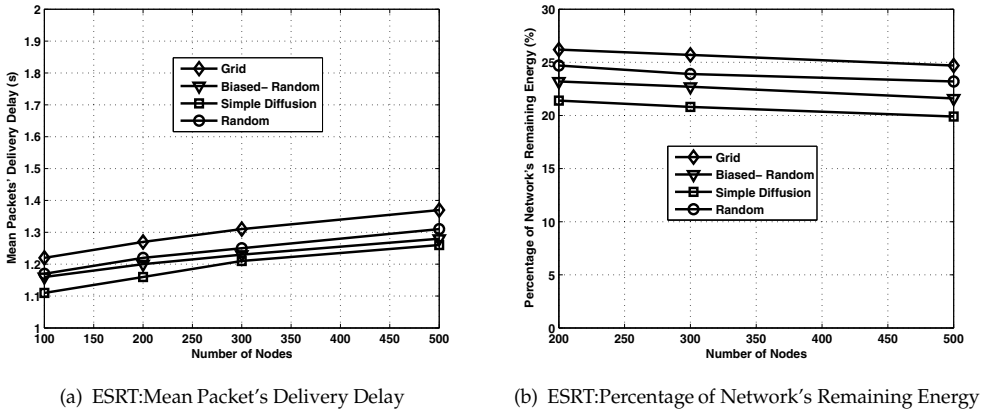 2
1.9
1.8
1.7
1.6
1.5
1.4
1.3
1.2
1.1
1
Mean Packets' Delivery Delay (s)
Grid
Biased- Random
Simple Diffusion
Random
100 150 200 250 300 350 400 450 500
Number of Nodes
(a) ESRT:Mean Packet's Delivery Delay
30
25
20
15
10
5
0
Percentage of Network's Remaining Energy (%)
Grid
Biased- Random
Simple Diffusion
Random
200 250 300 350 400 450 500
Number of Nodes
(b) ESRT:Percentage of Network's Remaining Energy